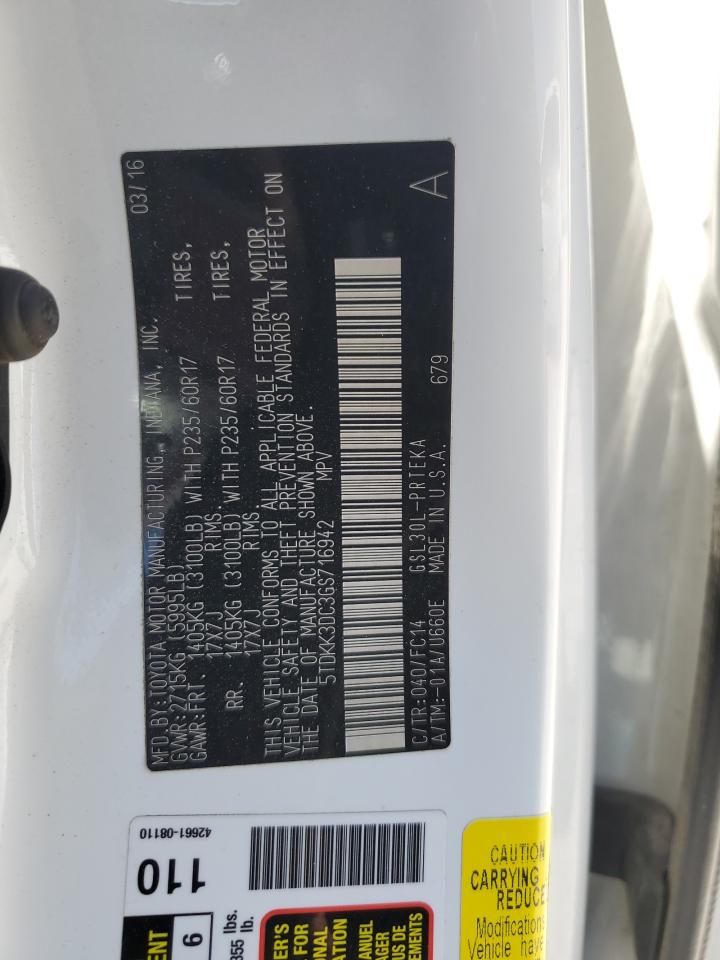 MFD.BY:TOYOTA MOTOR MANUFACTURING, INDIANA, INC. 03/16
GVWR:2715KG (5995LB)
GAWR:FRT. 1405KG (3100LB) WITH P235/60R17 TIRES,
17X7J RIMS.
RR. 1405KG (3100LB) WITH P235/60R17 TIRES,
17X7J RIMS.
THIS VEHICLE CONFORMS TO ALL APPLICABLE FEDERAL MOTOR
VEHICLE SAFETY AND THEFT PREVENTION STANDARDS IN EFFECT ON
THE DATE OF MANUFACTURE SHOWN ABOVE.
5TDKK3DC3GS716942 MPV
A
C/TR:040/FC14 GSL30L-PRTEKA 679
A/TM:-01A/U660E MADE IN U.S.A.
110
42661-08110
6
355 lb.
lbs.
CAUTION
CARRYING
REDUCE
Modifications
Vehicle have